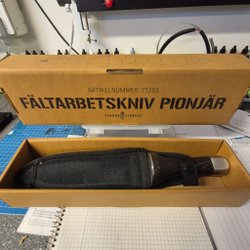 ARTIKELNUMMER: 71283
FÄLTARBETSKNIV PIONJÄR